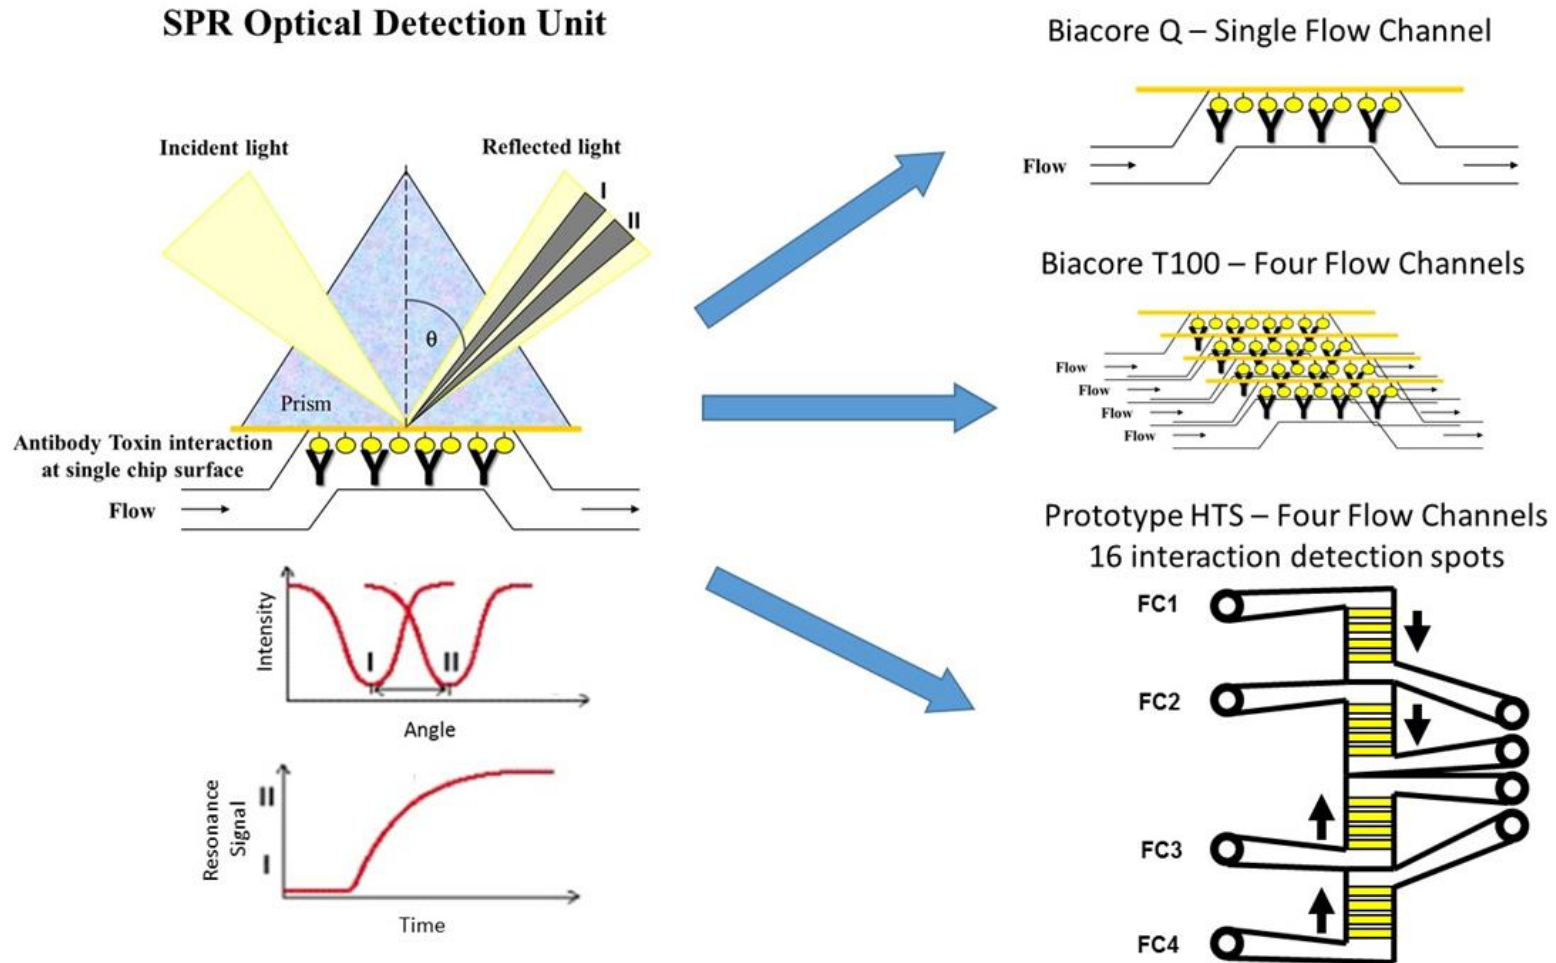 SPR Optical Detection Unit
Incident light
Reflected light
I
II
θ
Prism
Antibody Toxin interaction
at single chip surface
Flow
Intensity
I
II
Angle
Resonance
Signal
II
I
Time
Biacore Q – Single Flow Channel
Flow
Biacore T100 – Four Flow Channels
Flow
Flow
Flow
Flow
Prototype HTS – Four Flow Channels
16 interaction detection spots
FC1
FC2
FC3
FC4